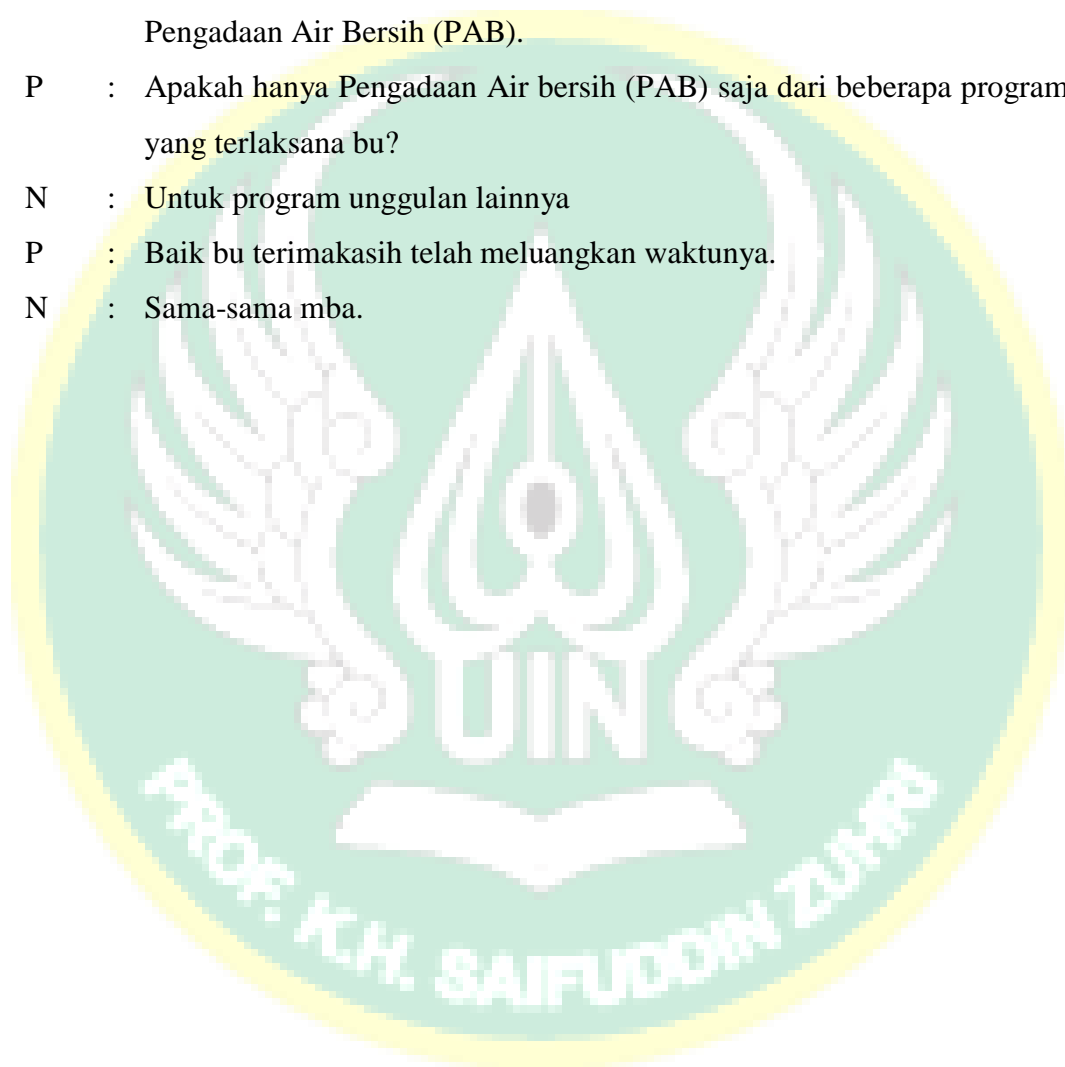 Pengadaan Air Bersih (PAB).
P : Apakah hanya Pengadaan Air bersih (PAB) saja dari beberapa program
yang terlaksana bu?
N : Untuk program unggulan lainnya
P : Baik bu terimakasih telah meluangkan waktunya.
N : Sama-sama mba.
UIN
PROF. K.H. SAIFUDDIN ZUHRI